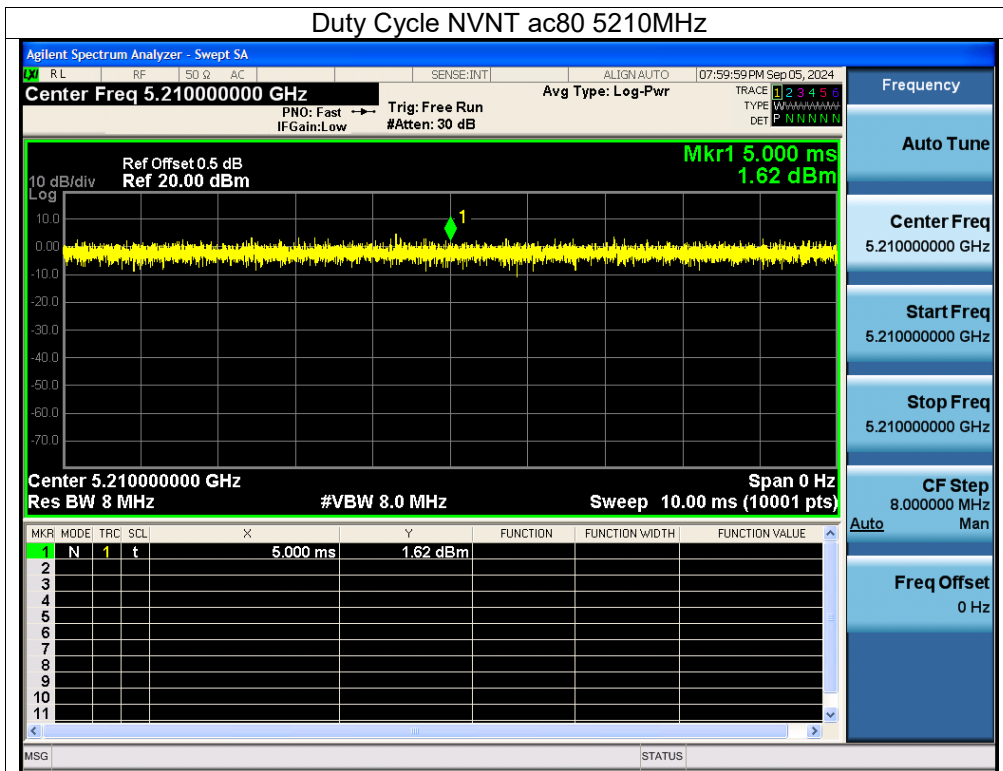 Duty Cycle NVNT ac80 5210MHz
Agilent Spectrum Analyzer - Swept SA
LXI RL RF 50 Ω AC SENSE:INT ALIGN AUTO 07:59:59 PM Sep 05, 2024
Center Freq 5.210000000 GHz
PNO: Fast
IFGain:Low
Trig: Free Run
#Atten: 30 dB
Avg Type: Log-Pwr
TRACE 1 2 3 4 5 6
TYPE W
DET P N N N N N
Mkr1 5.000 ms
1.62 dBm
Ref Offset 0.5 dB
Ref 20.00 dBm
10 dB/div
Log
10.0
0.00
-10.0
-20.0
-30.0
-40.0
-50.0
-60.0
-70.0
1
Center 5.210000000 GHz Span 0 Hz
Res BW 8 MHz #VBW 8.0 MHz Sweep 10.00 ms (10001 pts)
MKR MODE TRC SCL X Y FUNCTION FUNCTION WIDTH FUNCTION VALUE
1 N 1 t 5.000 ms 1.62 dBm
2
3
4
5
6
7
8
9
10
11
MSG STATUS
Frequency
Auto Tune
Center Freq
5.210000000 GHz
Start Freq
5.210000000 GHz
Stop Freq
5.210000000 GHz
CF Step
8.000000 MHz
Auto Man
Freq Offset
0 Hz